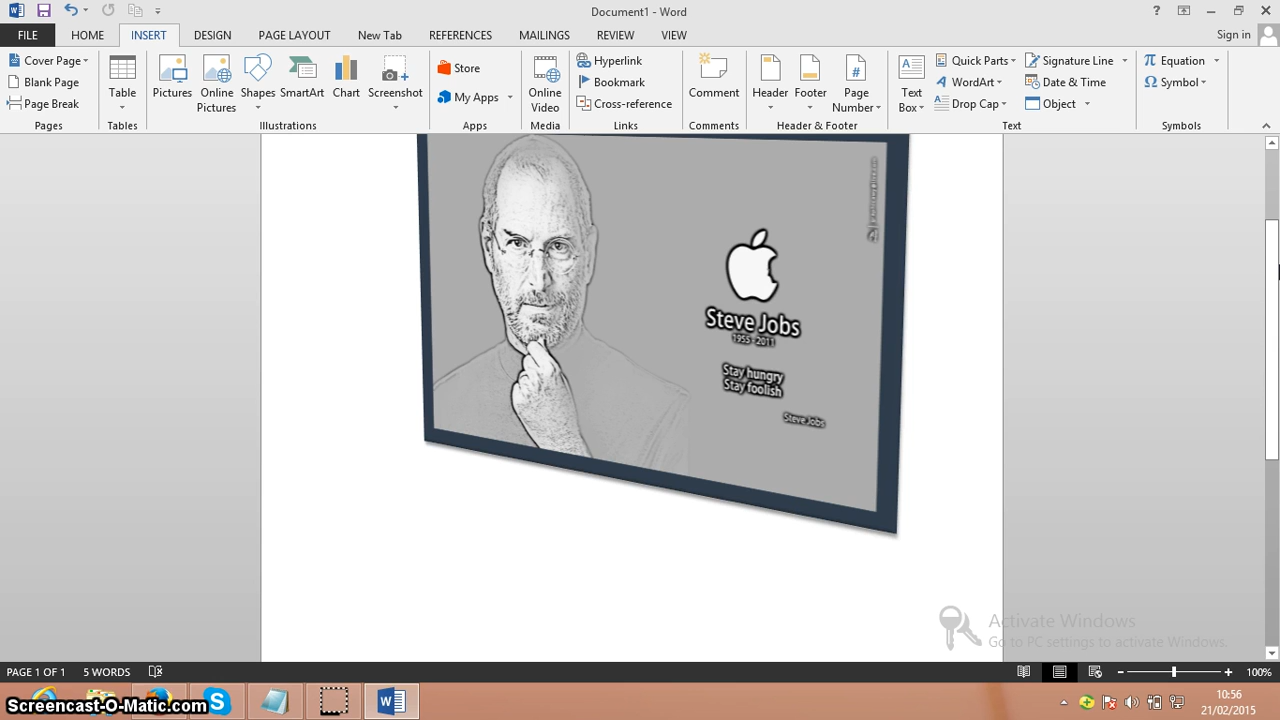 Document1 - Word
?
FILE HOME INSERT DESIGN PAGE LAYOUT New Tab REFERENCES MAILINGS REVIEW VIEW Sign in
Cover Page
Blank Page
Page Break
Pages
Table
Tables
Pictures
Online Pictures
Shapes
SmartArt
Chart
Screenshot
Illustrations
Store
My Apps
Apps
Online Video
Media
Hyperlink
Bookmark
Cross-reference
Links
Comment
Comments
Header
Footer
Page Number
Header & Footer
Text Box
Quick Parts
WordArt
Drop Cap
Signature Line
Date & Time
Object
Text
Equation
Symbol
Symbols
Steve Jobs
1955 - 2011
Stay hungry
Stay foolish
Steve Jobs
Activate Windows
Go to PC settings to activate Windows.
PAGE 1 OF 1 5 WORDS 100%
Screencast-O-Matic.com
10:56
21/02/2015